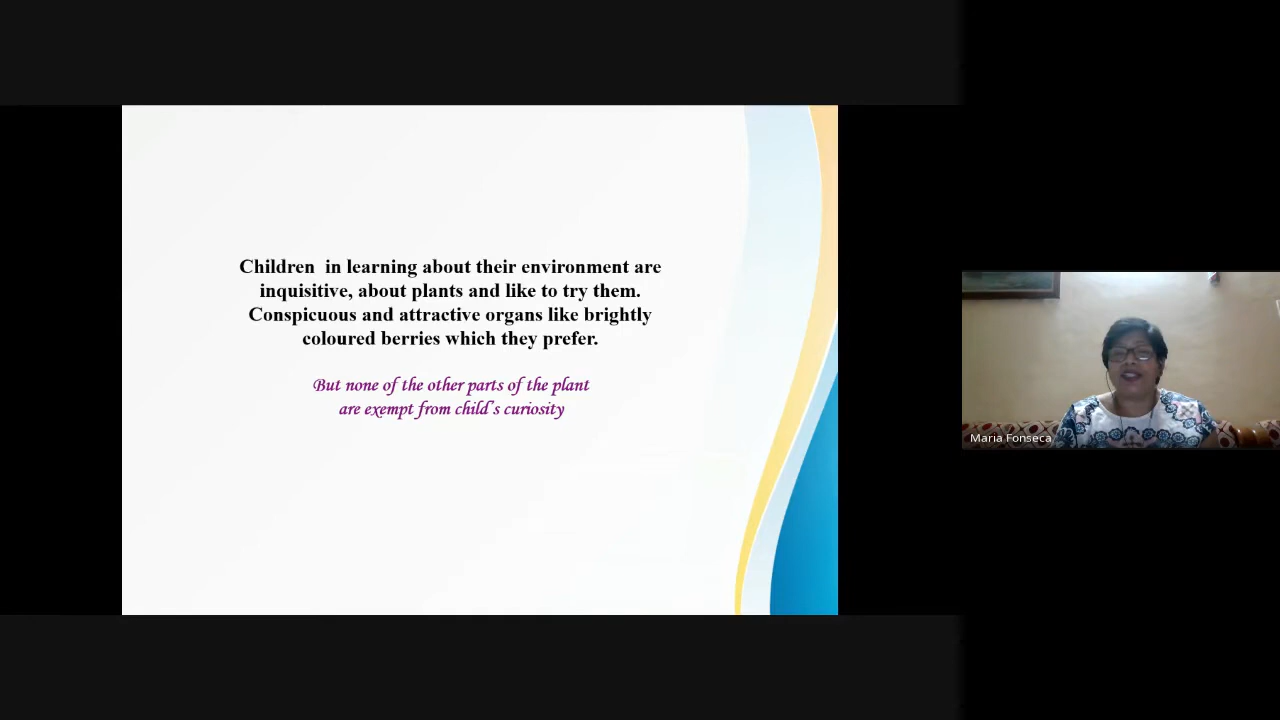 Children  in learning about their environment are
inquisitive, about plants and like to try them.
Conspicuous and attractive organs like brightly
coloured berries which they prefer.
But none of the other parts of the plant
are exempt from child's curiosity
Maria Fonseca